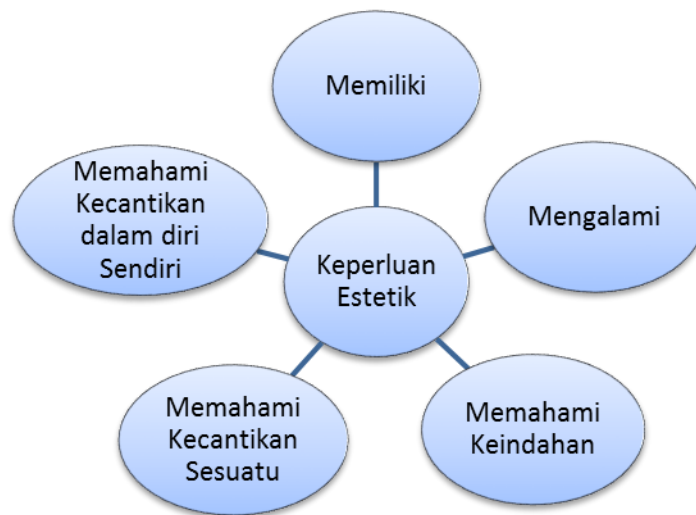 Memiliki
Mengalami
Memahami
Keindahan
Memahami
Kecantikan
Sesuatu
Memahami
Kecantikan
dalam diri
Sendiri
Keperluan
Estetik